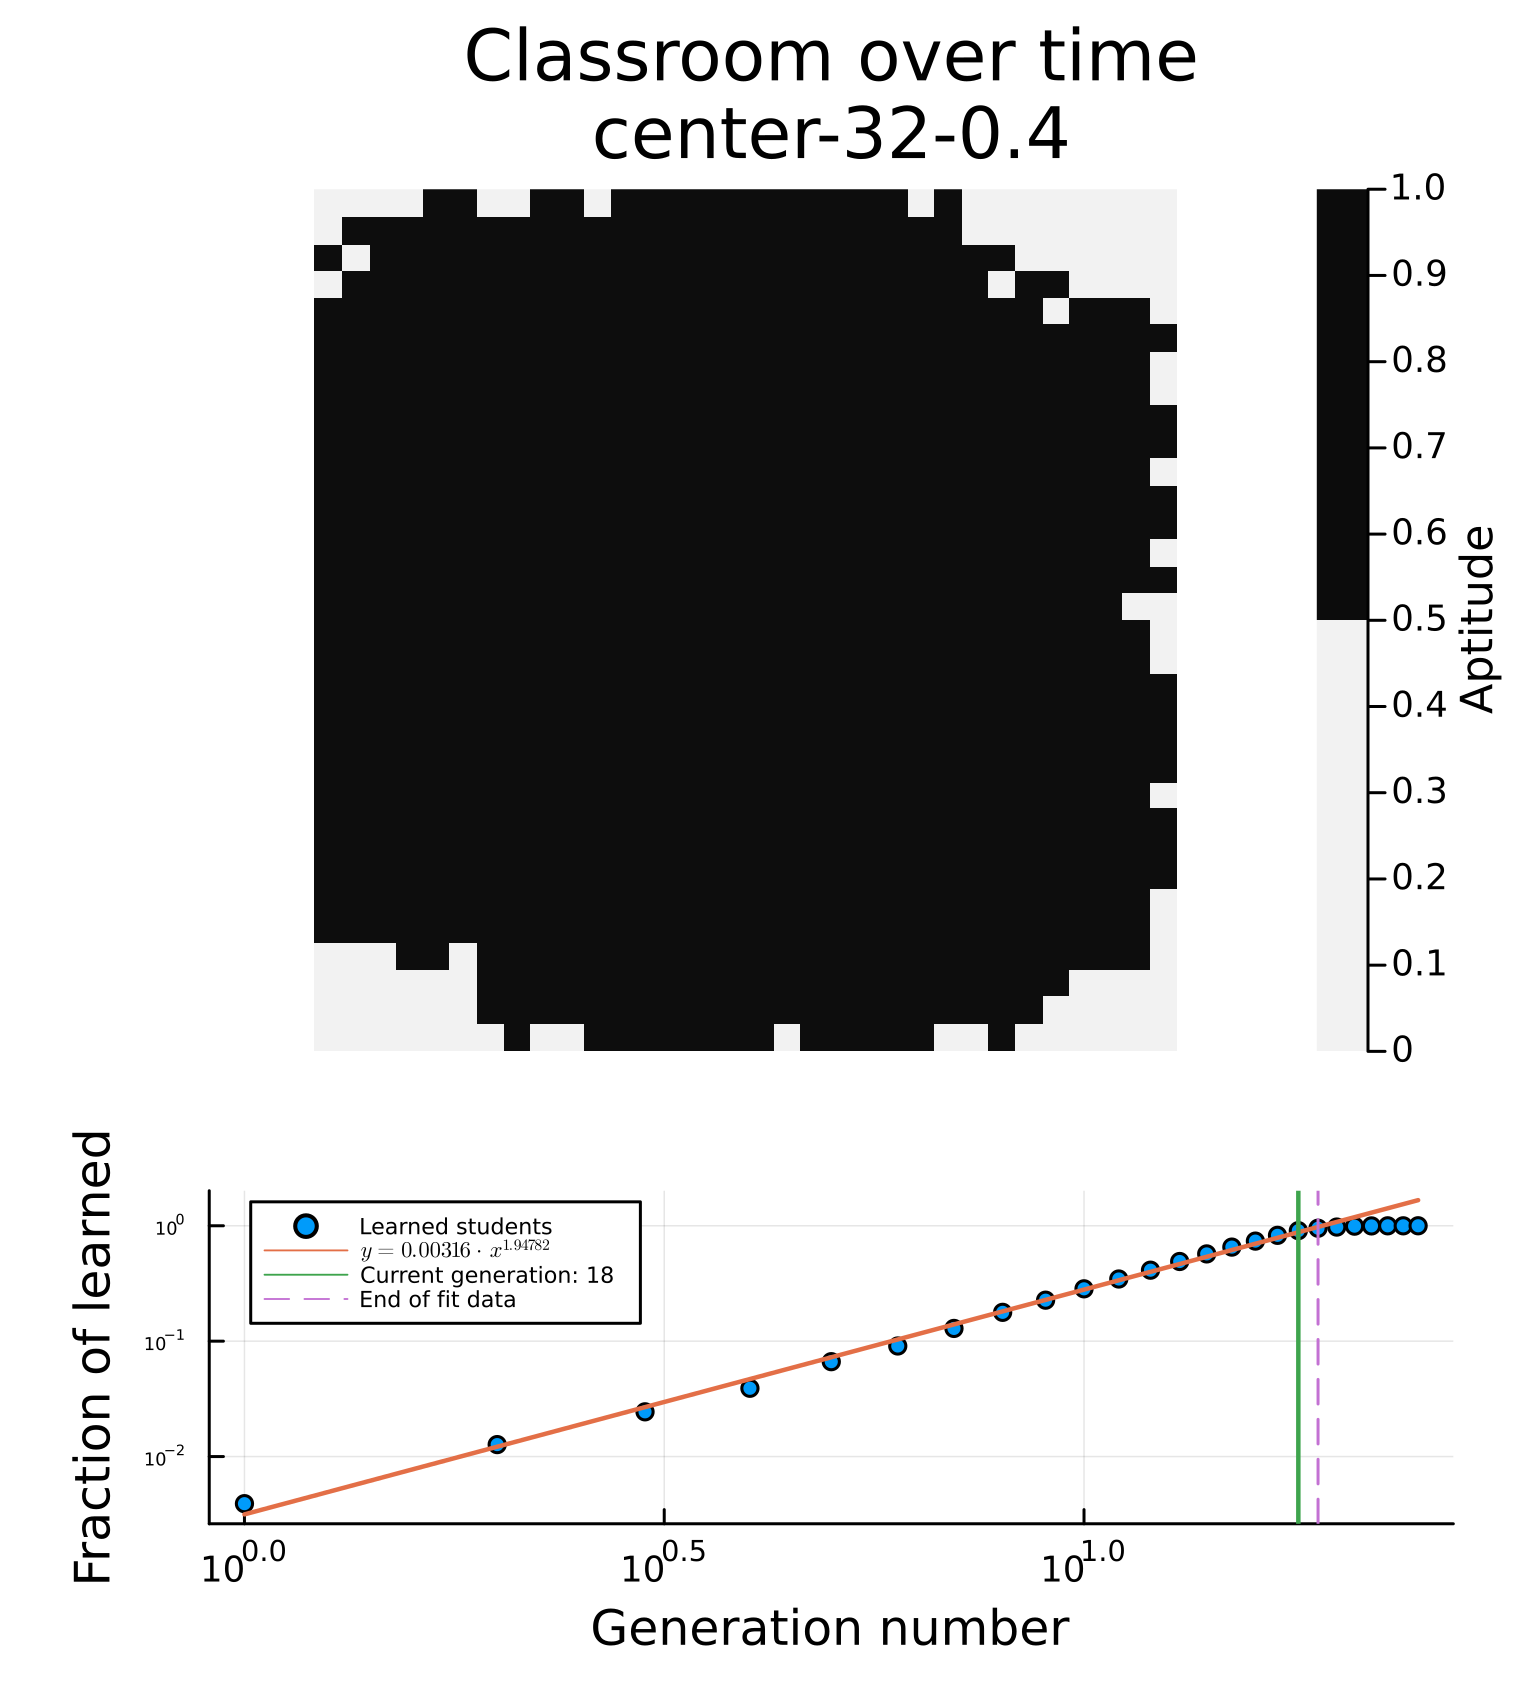 Classroom over time
center-32-0.4
1.0
0.9
0.8
0.7
0.6
0.5
0.4
0.3
0.2
0.1
0
Aptitude
Fraction of learned
10⁰
10⁻¹
10⁻²
Learned students
y = 0.00316 · x^1.94782
Current generation: 18
End of fit data
10^0.0
10^0.5
10^1.0
Generation number